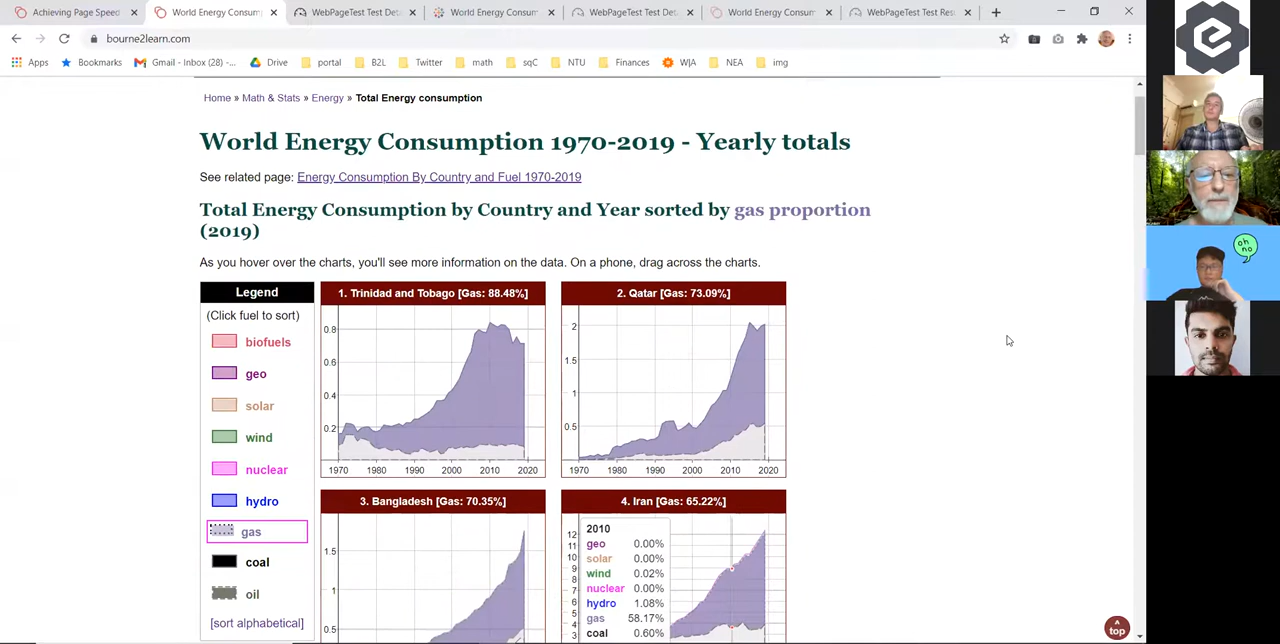 Achieving Page Speed
World Energy Consum
WebPageTest Test Det
World Energy Consum
WebPageTest Test Det
World Energy Consum
WebPageTest Test Res
bourne2learn.com
Apps
Bookmarks
Gmail - Inbox (28) -...
Drive
portal
B2L
Twitter
math
sqC
NTU
Finances
WJA
NEA
img
Home » Math & Stats » Energy » Total Energy consumption
World Energy Consumption 1970-2019 - Yearly totals
See related page: Energy Consumption By Country and Fuel 1970-2019
Total Energy Consumption by Country and Year sorted by gas proportion
(2019)
As you hover over the charts, you'll see more information on the data. On a phone, drag across the charts.
Legend
(Click fuel to sort)
biofuels
geo
solar
wind
nuclear
hydro
gas
coal
oil
[sort alphabetical]
1. Trinidad and Tobago [Gas: 88.48%]
0.8
0.6
0.4
0.2
1970 1980 1990 2000 2010 2020
2. Qatar [Gas: 73.09%]
2
1.5
1
0.5
1970 1980 1990 2000 2010 2020
3. Bangladesh [Gas: 70.35%]
1.5
1
0.5
4. Iran [Gas: 65.22%]
12
11
10
9
8
7
6
5
4
3
2010
geo 0.00%
solar 0.00%
wind 0.02%
nuclear 0.00%
hydro 1.08%
gas 58.17%
coal 0.60%
top
oh
no